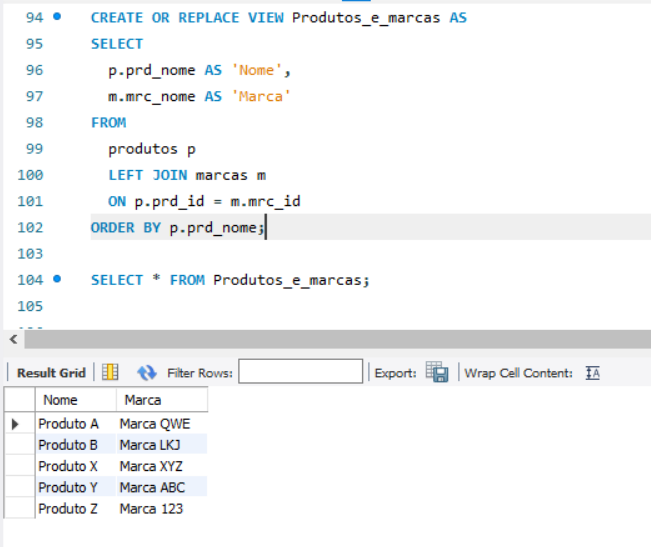 94 CREATE OR REPLACE VIEW Produtos_e_marcas AS
95 SELECT
96 p.prd_nome AS 'Nome',
97 m.mrc_nome AS 'Marca'
98 FROM
99 produtos p
100 LEFT JOIN marcas m
101 ON p.prd_id = m.mrc_id
102 ORDER BY p.prd_nome;
103
104 SELECT * FROM Produtos_e_marcas;
105
Result Grid Filter Rows: Export: Wrap Cell Content: IA
Nome Marca
Produto A Marca QWE
Produto B Marca LKJ
Produto X Marca XYZ
Produto Y Marca ABC
Produto Z Marca 123